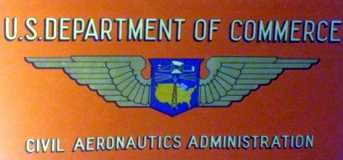 U.S. DEPARTMENT OF COMMERCE
CIVIL AERONAUTICS ADMINISTRATION